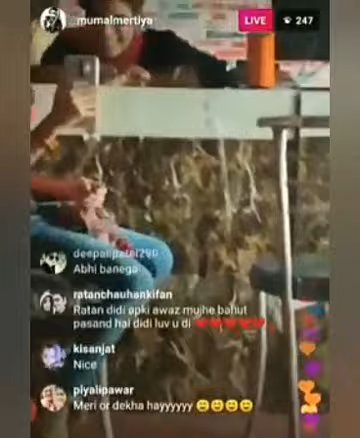 mumalmertiya
LIVE
247
deepalipatel290
Abhi banega
ratanchauhankifan
Ratan didi apki awaz mujhe bahut
pasand hai didi luv u di ❤️❤️❤️❤️❤️
kisanjat
Nice
piyalipawar
Meri or dekha hayyyyyy 😄😄😄😄